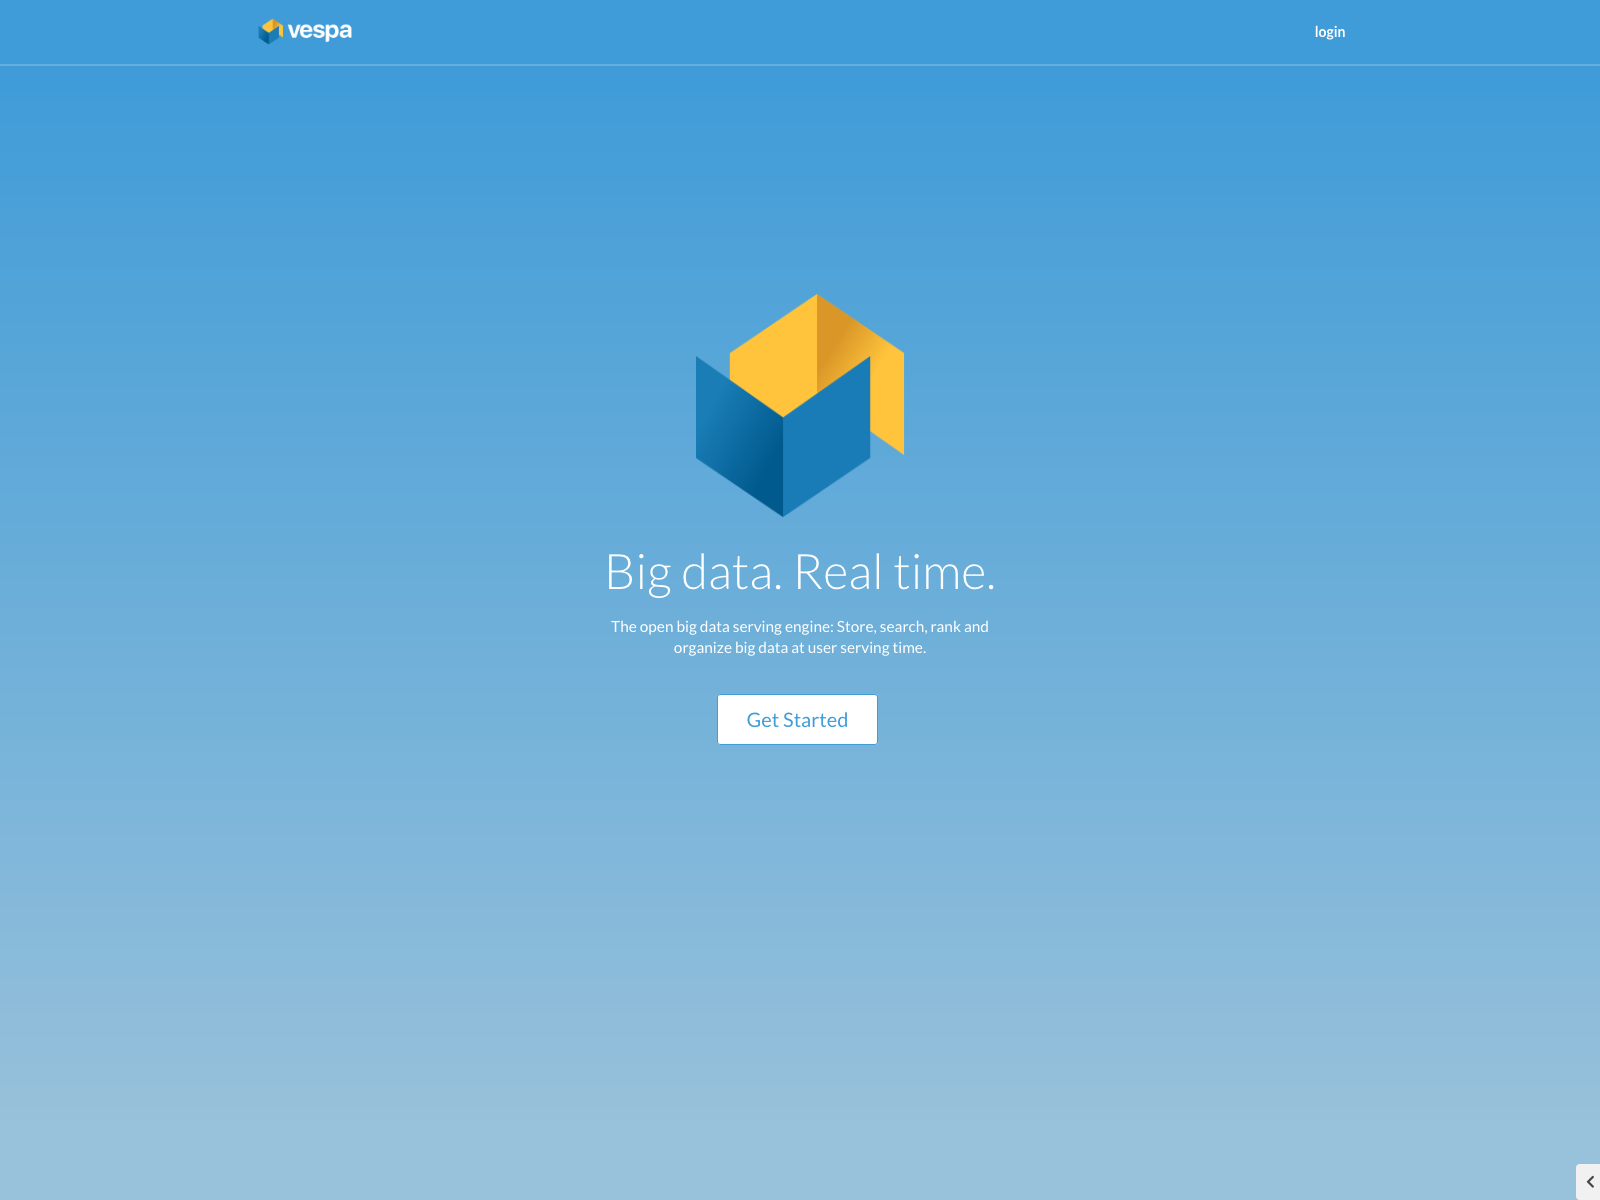 vespa
login
Big data. Real time.
The open big data serving engine: Store, search, rank and
organize big data at user serving time.
Get Started